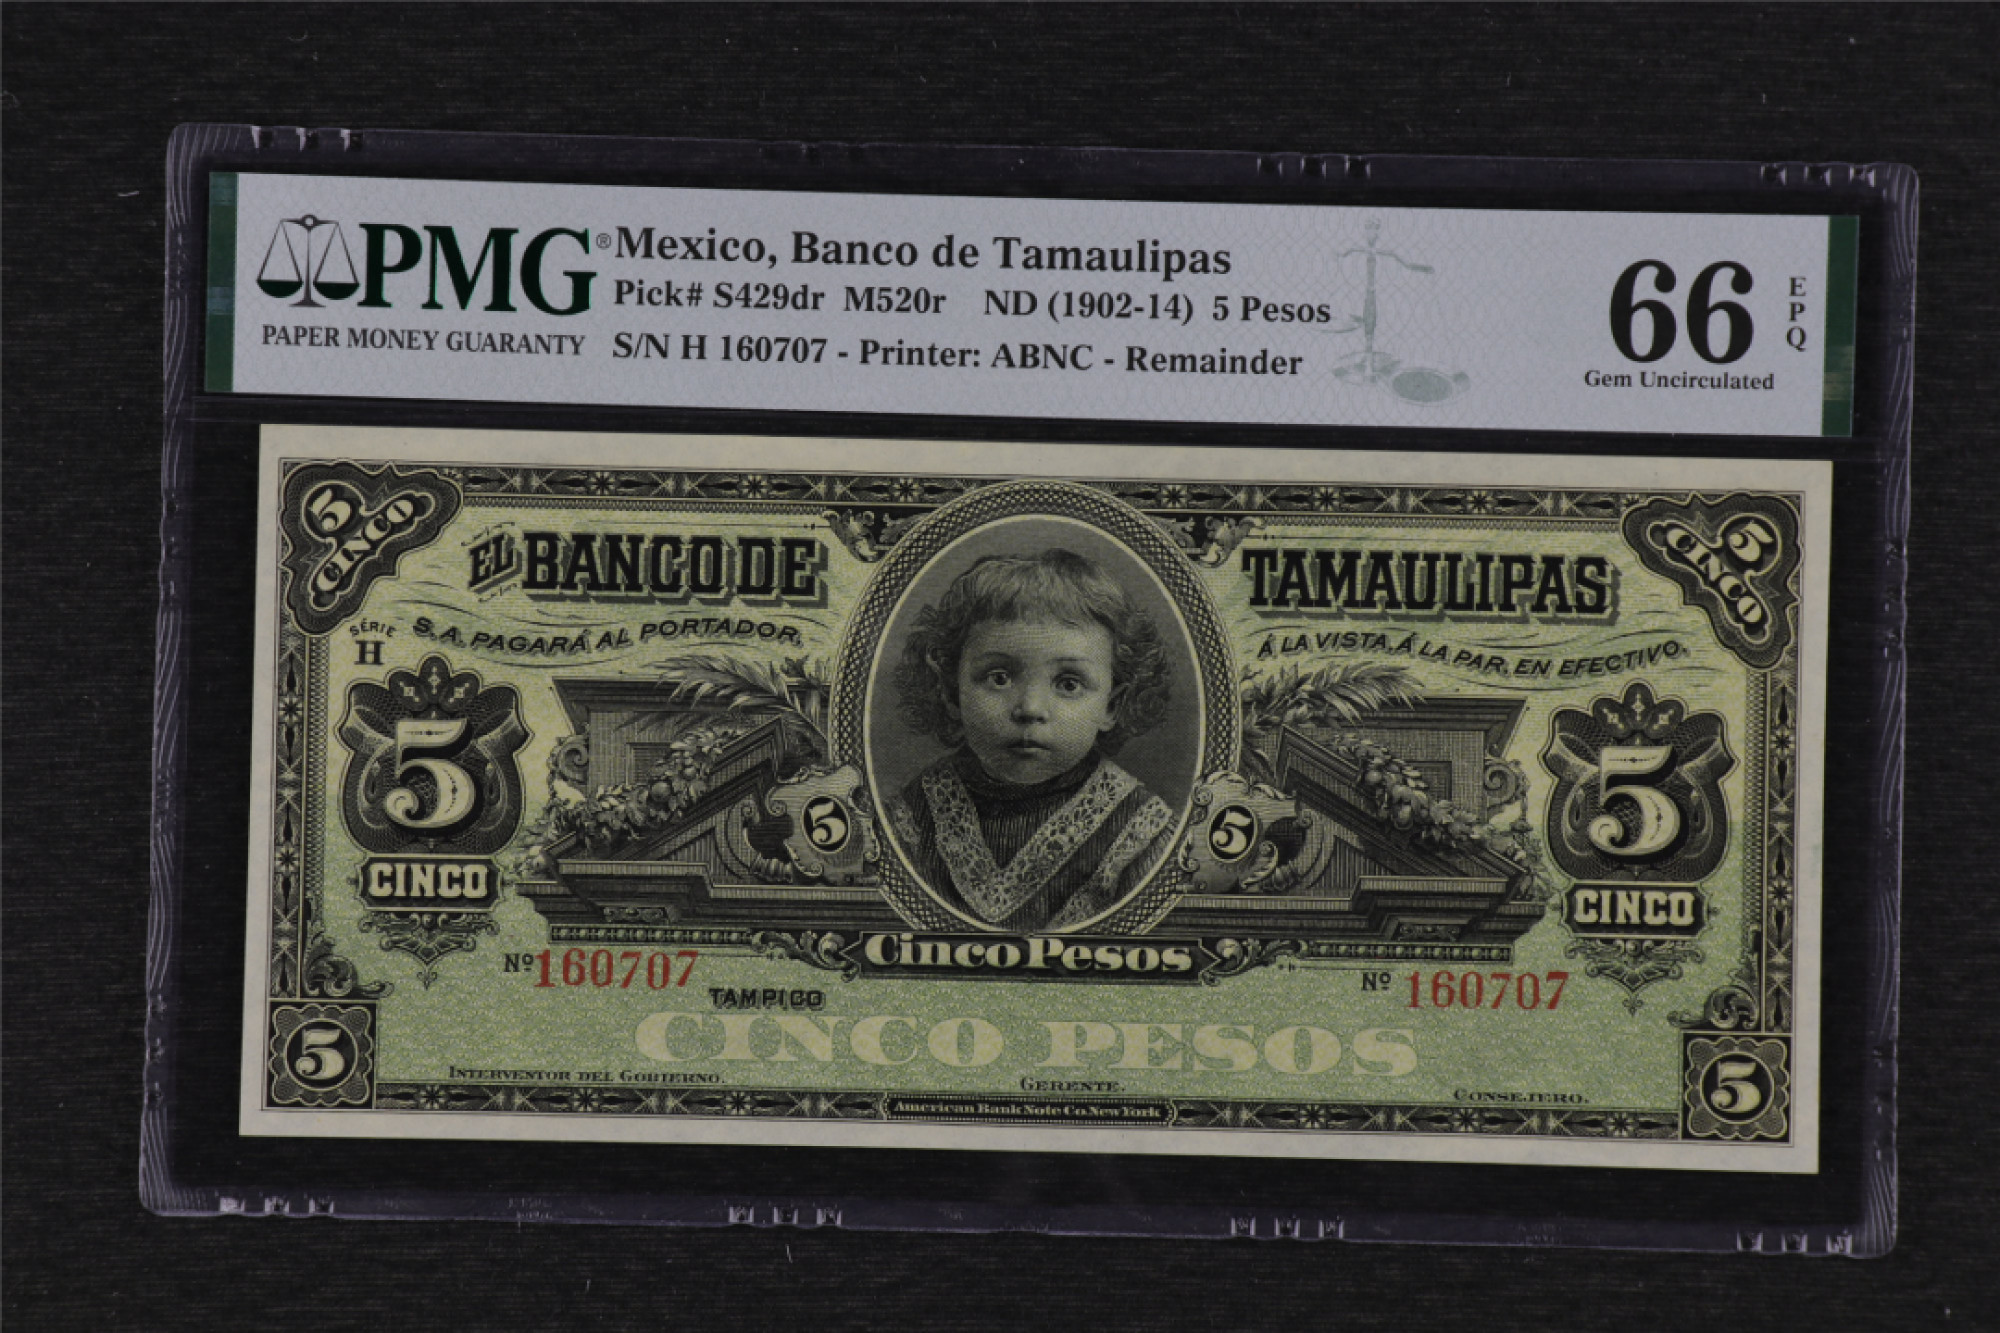 PMG® Mexico, Banco de Tamaulipas
Pick# S429dr M520r ND (1902-14) 5 Pesos
PAPER MONEY GUARANTY
S/N H 160707 - Printer: ABNC - Remainder
66 EPQ
Gem Uncirculated
5 CINCO
5 CINCO
EL BANCO DE TAMAULIPAS
SÉRIE H
S.A. PAGARÁ AL PORTADOR,
Á LA VISTA, Á LA PAR, EN EFECTIVO.
5 5 5 5
CINCO CINCO
Cinco Pesos
Nº 160707 Nº 160707
TAMPICO
CINCO PESOS
5 5
INTERVENTOR DEL GOBIERNO. GERENTE. CONSEJERO.
American Bank Note Co. New York